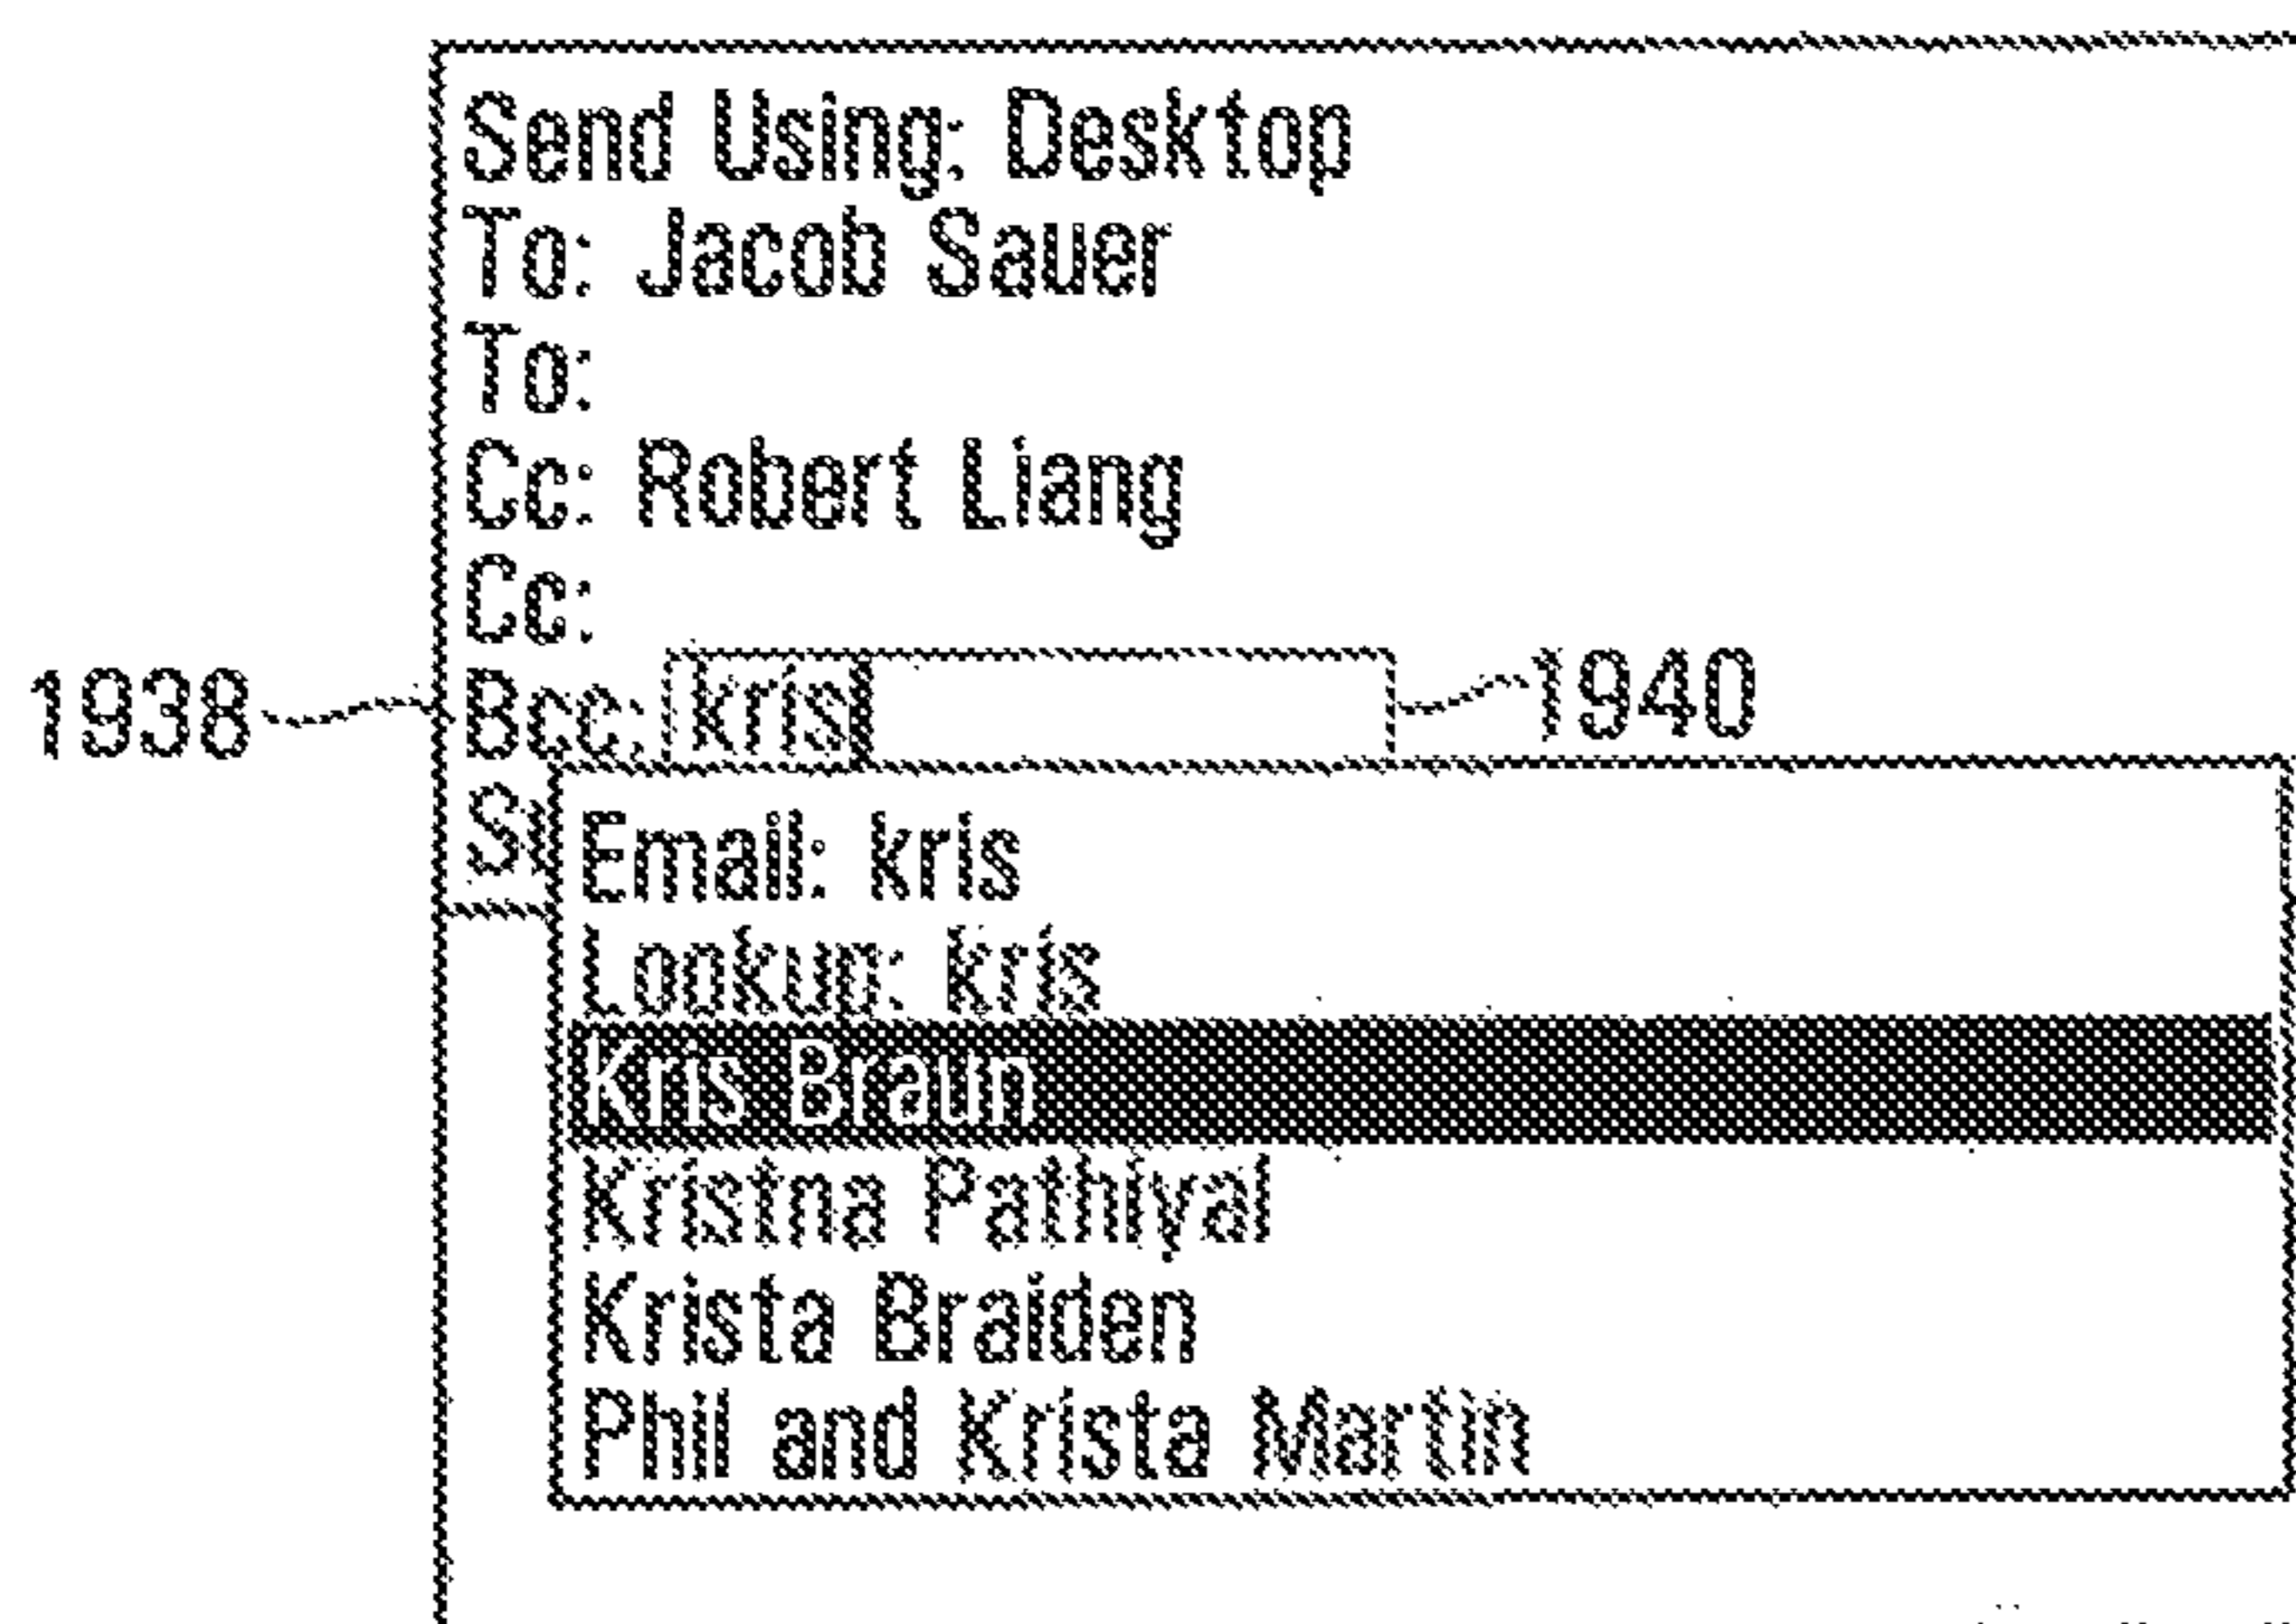 Send Using: Desktop
To: Jacob Sauer
To:
Cc: Robert Liang
Cc:
1938 Bcc: kris 1940
Email: kris
Lookup: kris
Kris Braun
Kristna Pathiyal
Krista Braiden
Phil and Krista Martin